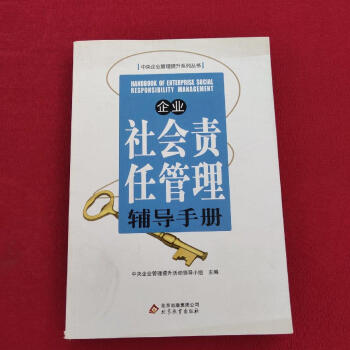 [ 中央企业管理提升系列丛书 ]
HANDBOOK OF ENTERPRISE SOCIAL
RESPONSIBILITY MANAGEMENT
企业
社会责
任管理
辅导手册
中央企业管理提升活动领导小组 主编
北京出版集团公司
北京教育出版社